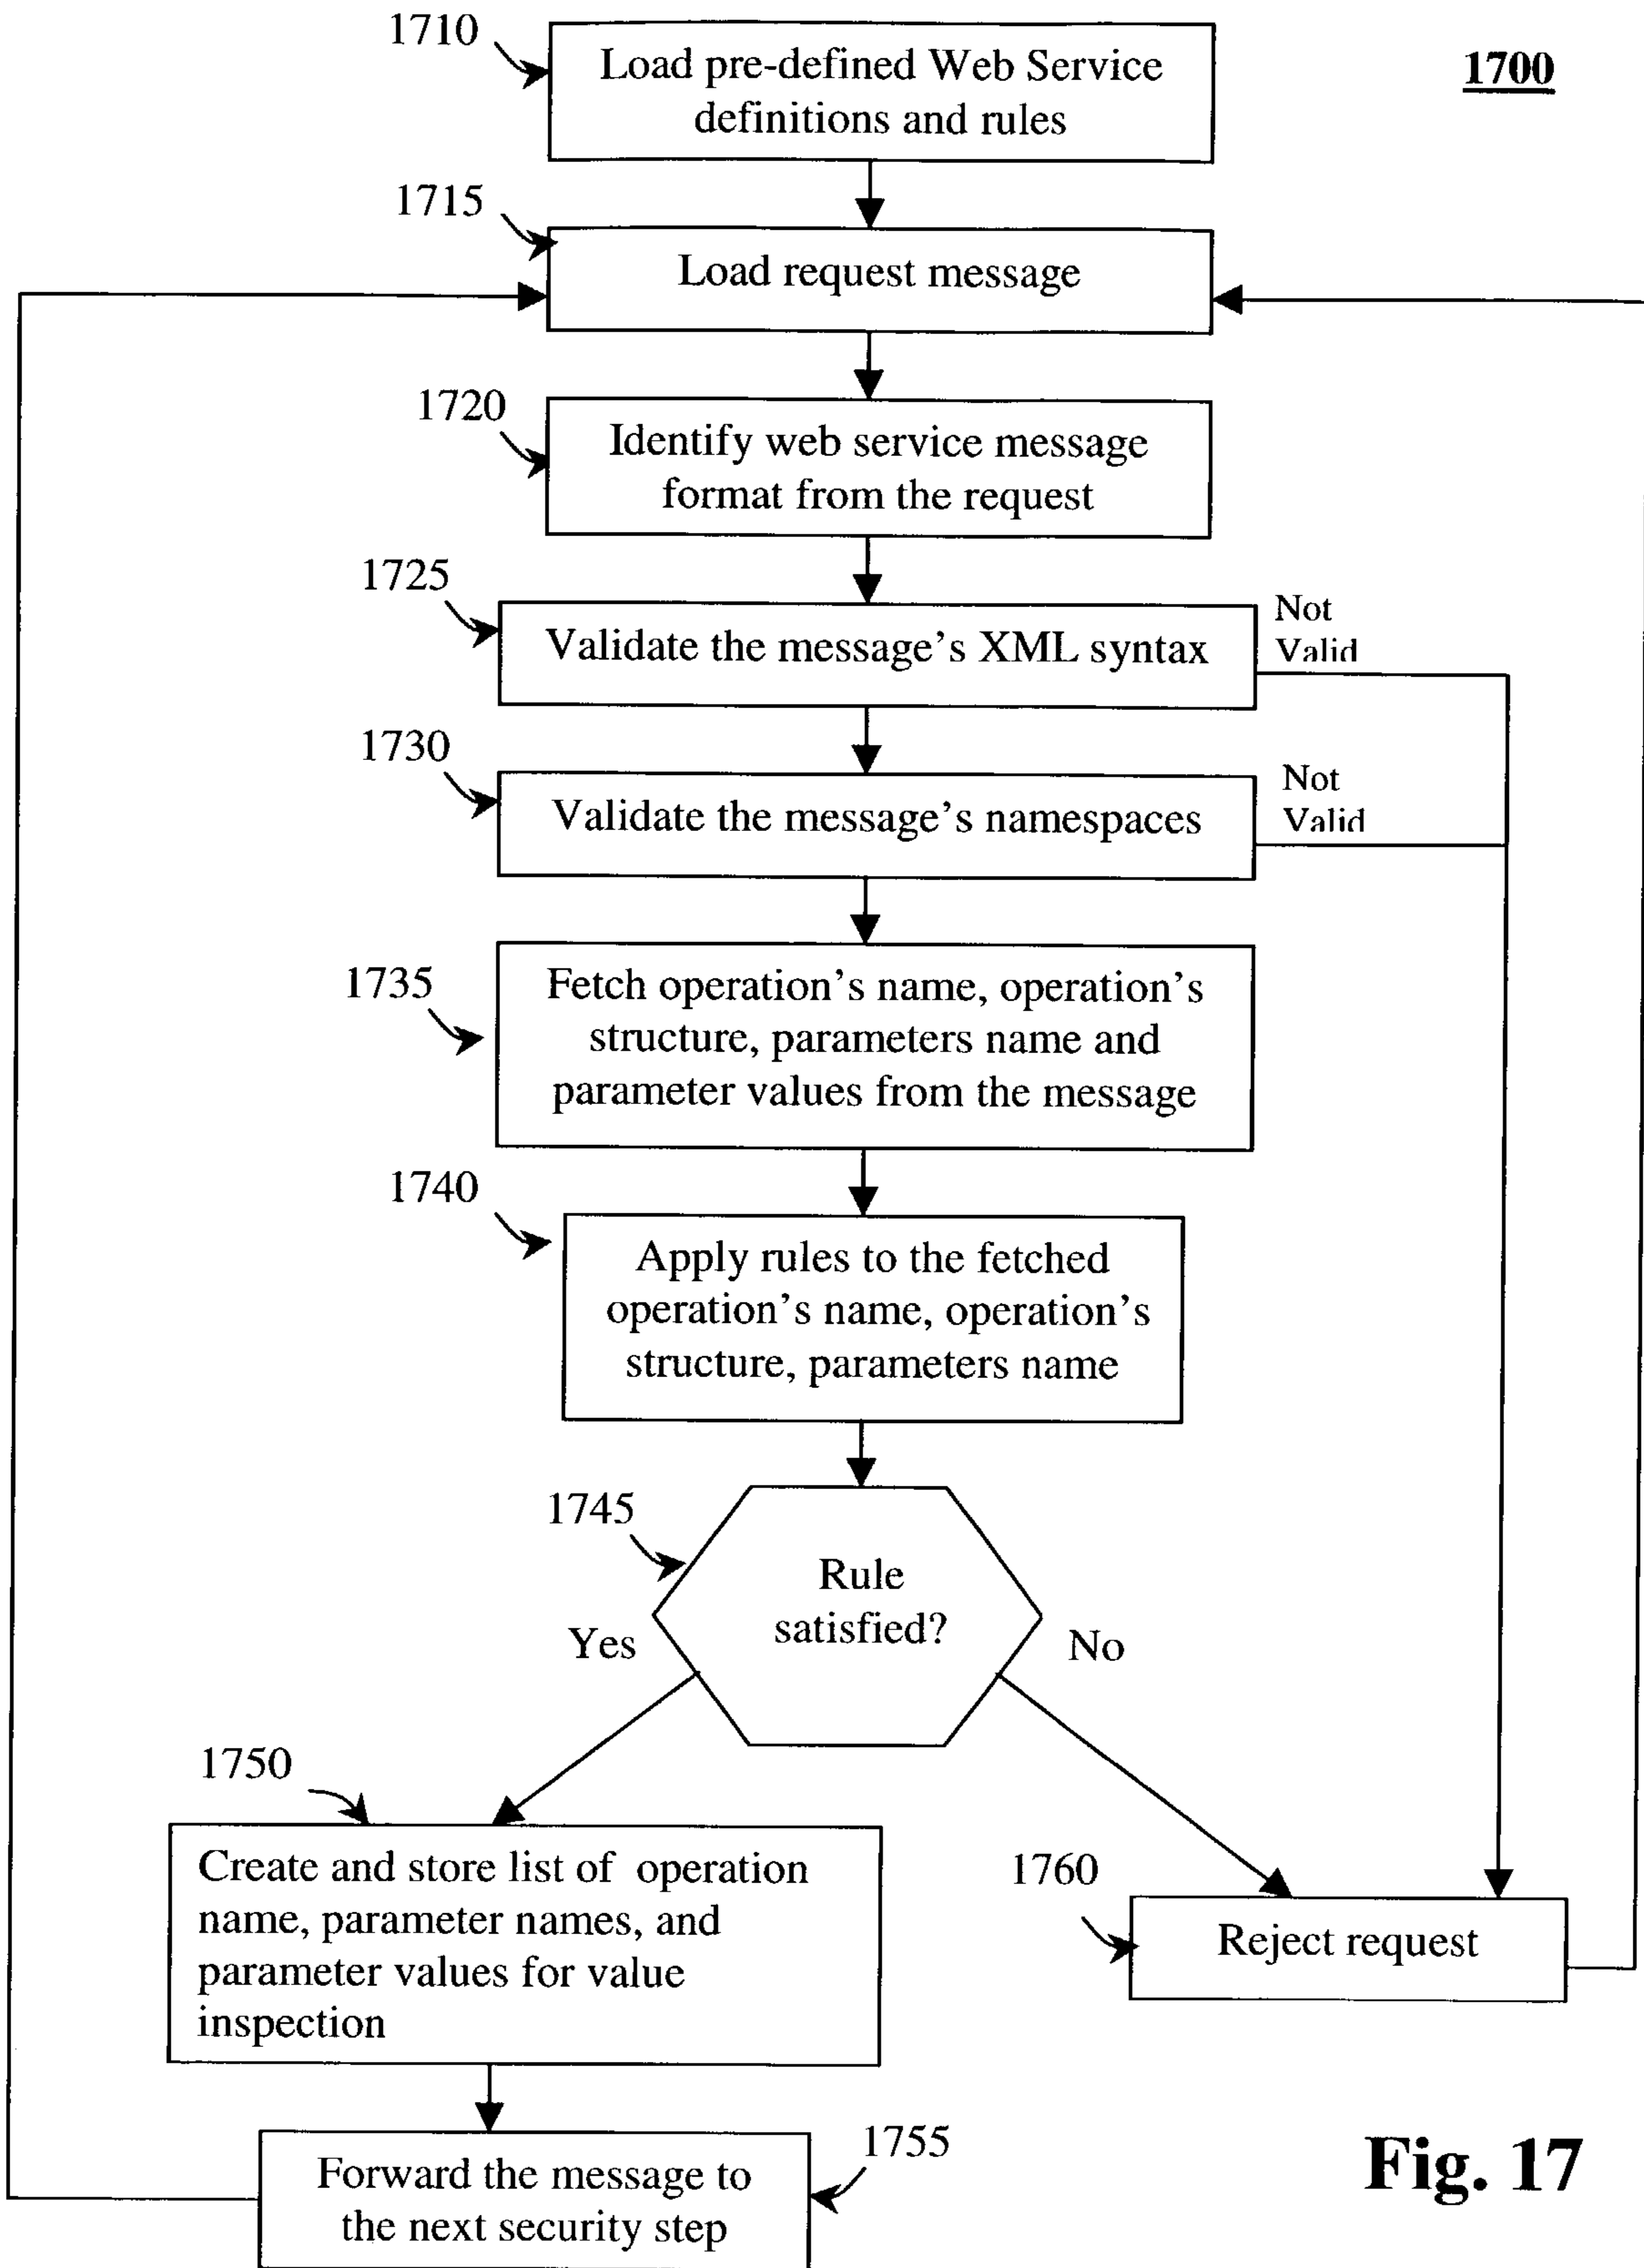 1710
Load pre-defined Web Service
definitions and rules
1700
1715
Load request message
1720
Identify web service message
format from the request
1725
Validate the message's XML syntax
Not
Valid
1730
Validate the message's namespaces
Not
Valid
1735
Fetch operation's name, operation's
structure, parameters name and
parameter values from the message
1740
Apply rules to the fetched
operation's name, operation's
structure, parameters name
1745
Rule
satisfied?
Yes
No
1750
Create and store list of operation
name, parameter names, and
parameter values for value
inspection
1760
Reject request
1755
Forward the message to
the next security step
Fig. 17